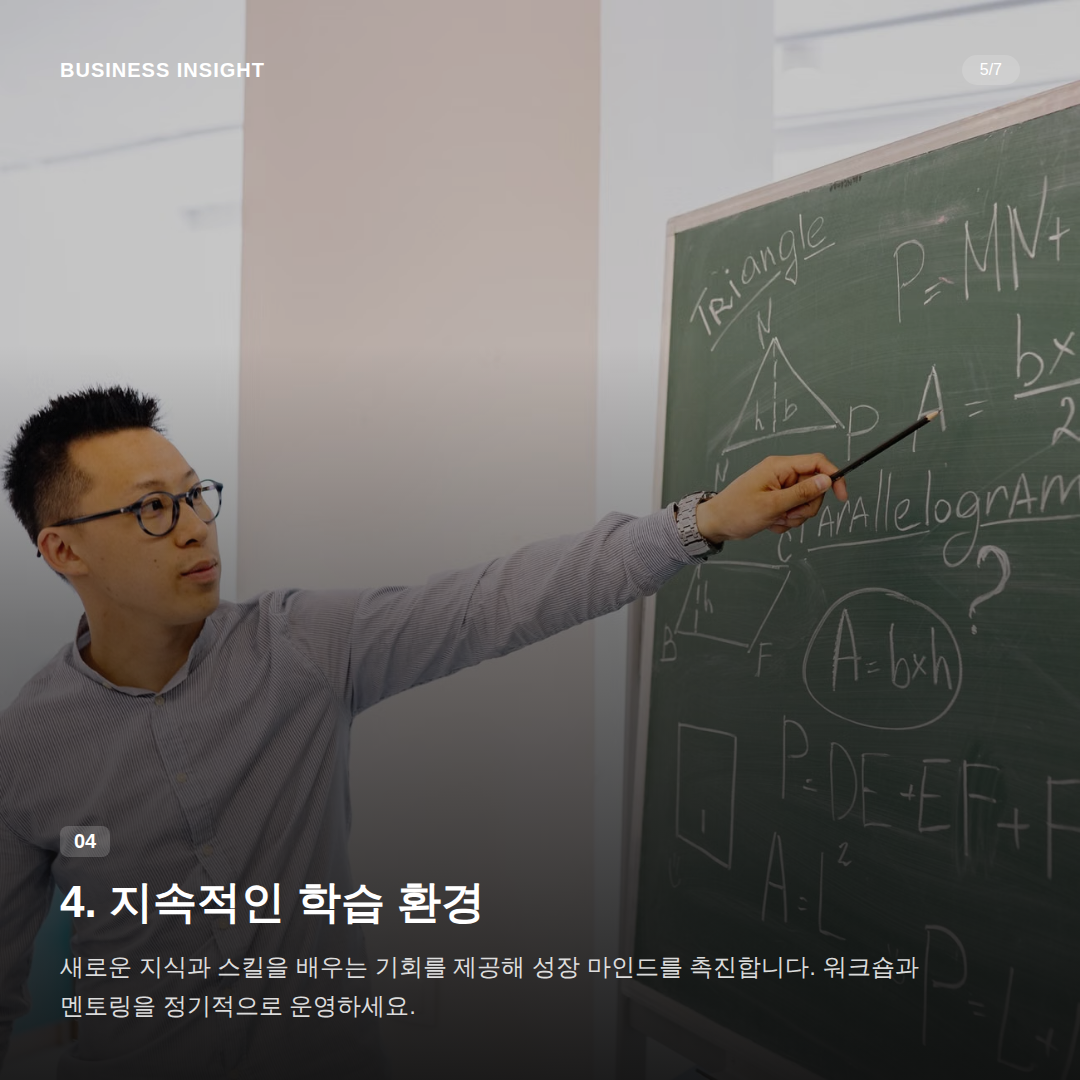 BUSINESS INSIGHT
5/7
TRiangle
P=MN+
N
h b
P
A =
bx
2
N
PARAllelogRAm
C
h
?
B
F
A=bxh
P=DE+EF+F
A=L²
P=L+
04
4. 지속적인 학습 환경
새로운 지식과 스킬을 배우는 기회를 제공해 성장 마인드를 촉진합니다. 워크숍과
멘토링을 정기적으로 운영하세요.